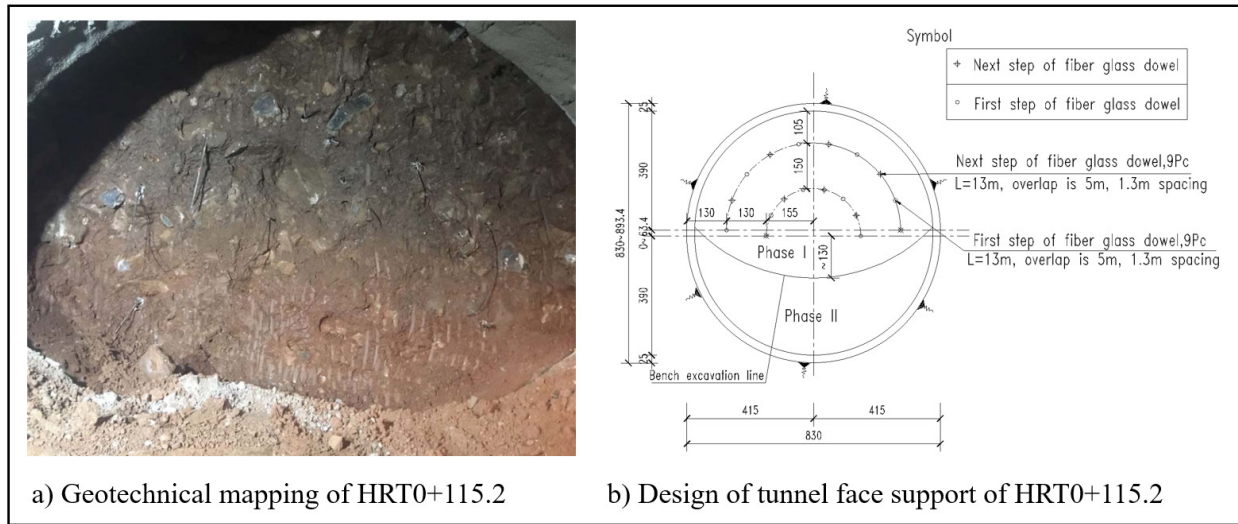 Symbol
Next step of fiber glass dowel
First step of fiber glass dowel
25
105
150
390
830~893.4
0~63.4
130
130
155
Next step of fiber glass dowel,9Pc
L=13m, overlap is 5m, 1.3m spacing
Phase I
~130
First step of fiber glass dowel,9Pc
L=13m, overlap is 5m, 1.3m spacing
390
Phase II
25
Bench excavation line
415
415
830
a) Geotechnical mapping of HRT0+115.2
b) Design of tunnel face support of HRT0+115.2